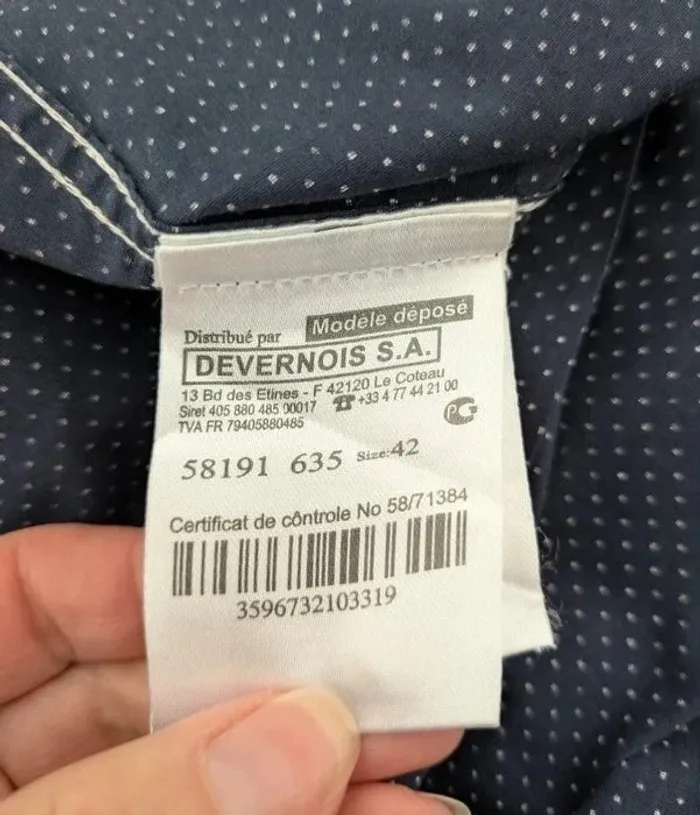 Distribué par Modèle déposé
DEVERNOIS S.A.
13 Bd des Etines - F 42120 Le Coteau
Siret 405 880 485 00017 ☎ +33 4 77 44 21 00
TVA FR 79405880485
58191 635 Size:42
Certificat de côntrole No 58/71384
3596732103319